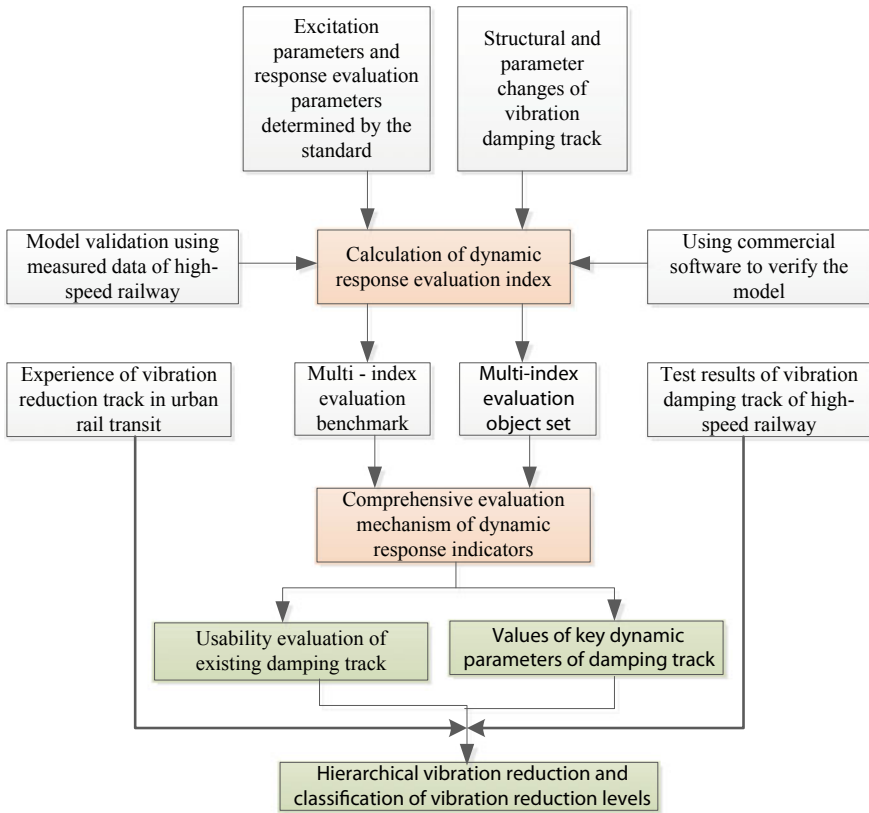 Excitation
parameters and
response evaluation
parameters
determined by the
standard
Structural and
parameter
changes of
vibration
damping track
Model validation using
measured data of high-
speed railway
Calculation of dynamic
response evaluation index
Using commercial
software to verify the
model
Experience of vibration
reduction track in urban
rail transit
Multi - index
evaluation
benchmark
Multi-index
evaluation
object set
Test results of vibration
damping track of high-
speed railway
Comprehensive evaluation
mechanism of dynamic
response indicators
Usability evaluation of
existing damping track
Values of key dynamic
parameters of damping track
Hierarchical vibration reduction and
classification of vibration reduction levels